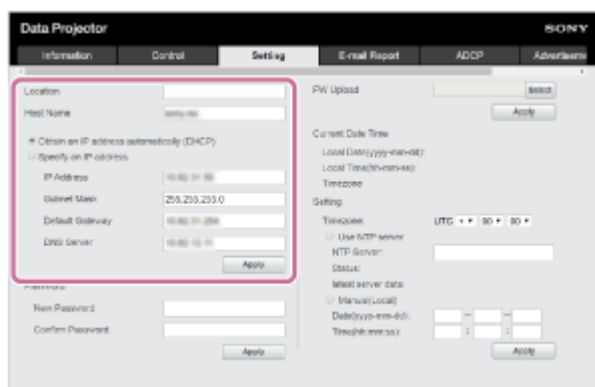 Data Projector
SONY
Information
Control
Setting
E-mail Report
ADCP
Advertisem
Location
Host Name
Obtain an IP address automatically (DHCP)
Specify an IP address
IP Address
Subnet Mask
255.255.255.0
Default Gateway
DNS Server
Apply
Password
New Password
Confirm Password
Apply
FW Upload
Select
Apply
Current Date Time
Local Date(yyyy-mm-dd):
Local Time(hh-mm-ss):
Timezone
Setting
Timezone:
UTC + 00 00
Use NTP server
NTP Server:
Status:
latest server data:
Manual(Local)
Date(yyyy-mm-dd):
Time(hh:mm:ss):
Apply